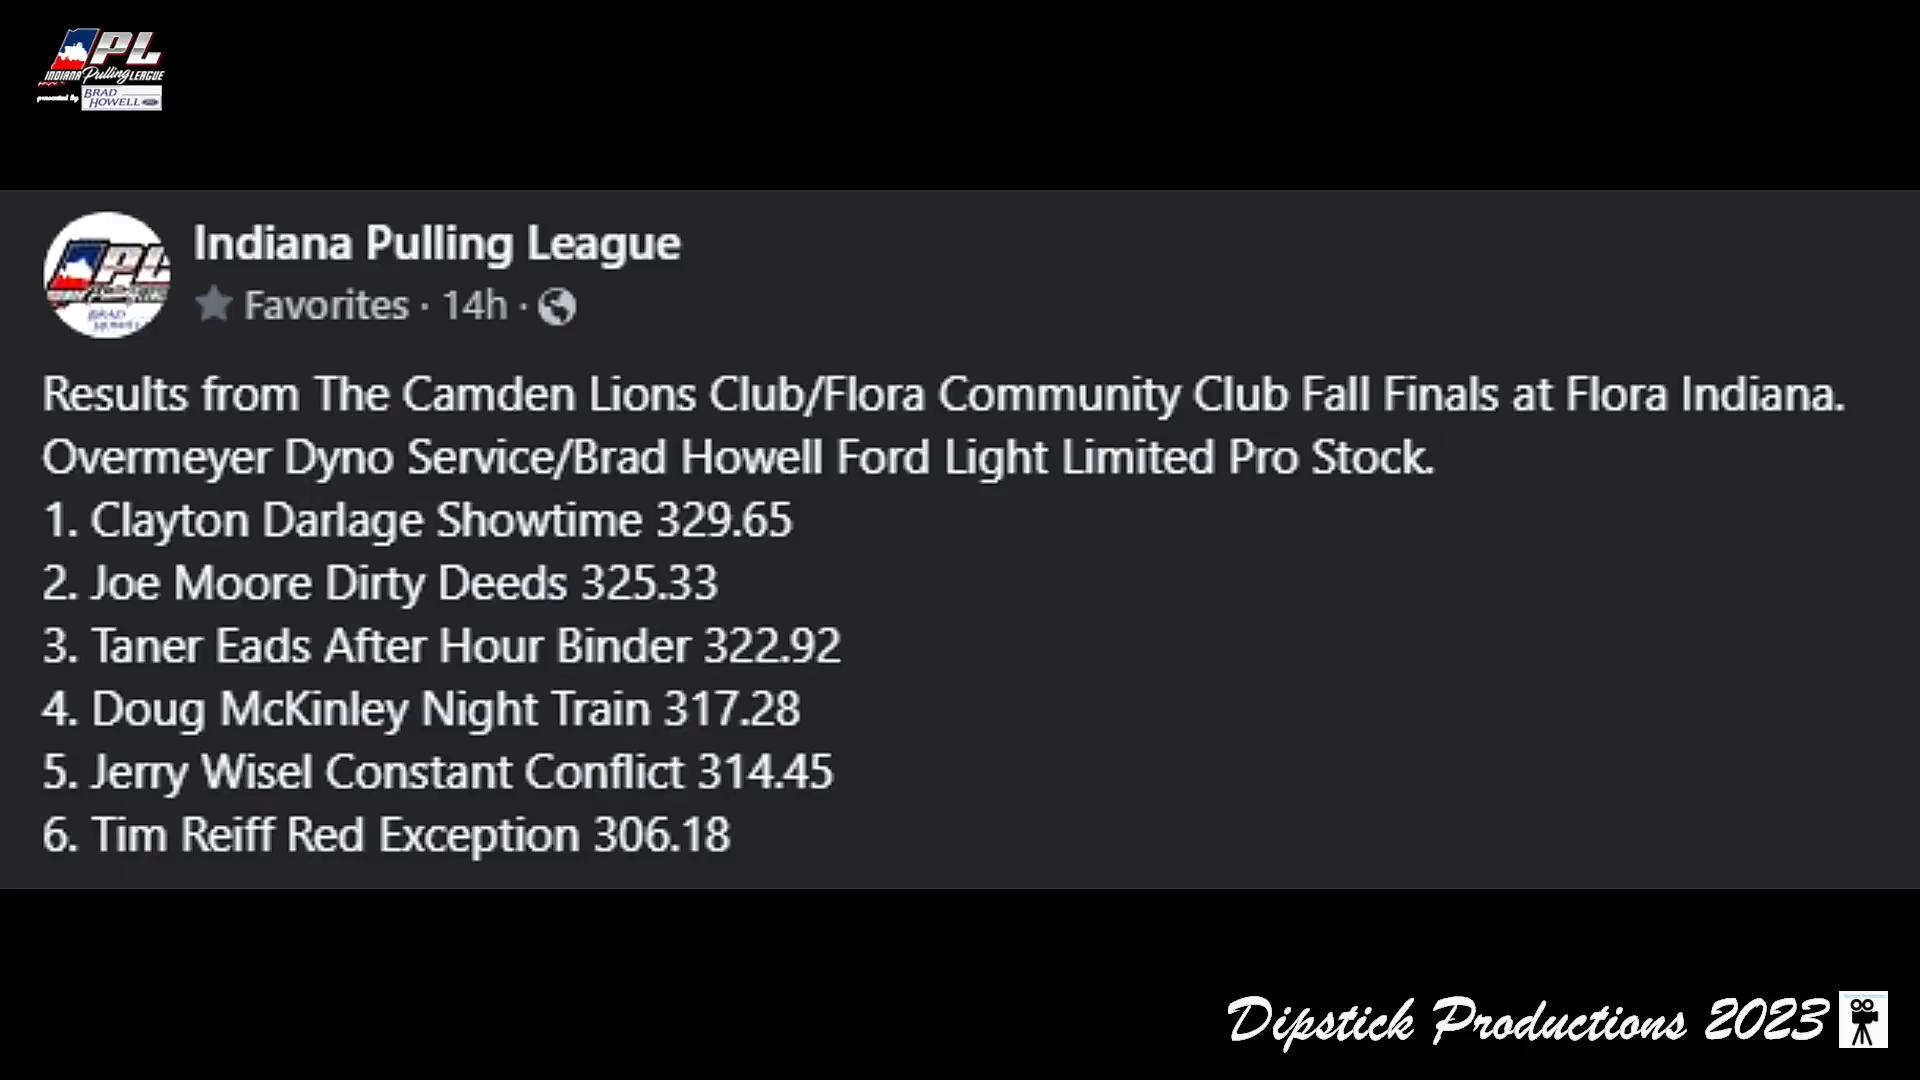 PL
INDIANA Pulling LEAGUE
presented by BRAD HOWELL
Indiana Pulling League
Favorites · 14h ·
Results from The Camden Lions Club/Flora Community Club Fall Finals at Flora Indiana.
Overmeyer Dyno Service/Brad Howell Ford Light Limited Pro Stock.
1. Clayton Darlage Showtime 329.65
2. Joe Moore Dirty Deeds 325.33
3. Taner Eads After Hour Binder 322.92
4. Doug McKinley Night Train 317.28
5. Jerry Wisel Constant Conflict 314.45
6. Tim Reiff Red Exception 306.18
Dipstick Productions 2023